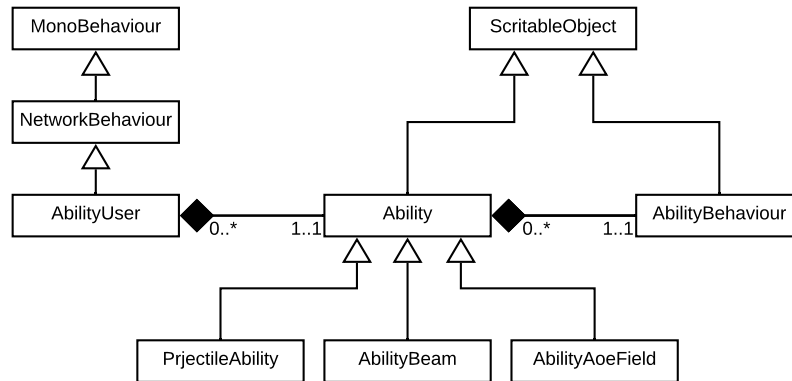 MonoBehaviour
ScritableObject
NetworkBehaviour
AbilityUser
Ability
AbilityBehaviour
0..*
1..1
0..*
1..1
PrjectileAbility
AbilityBeam
AbilityAoeField